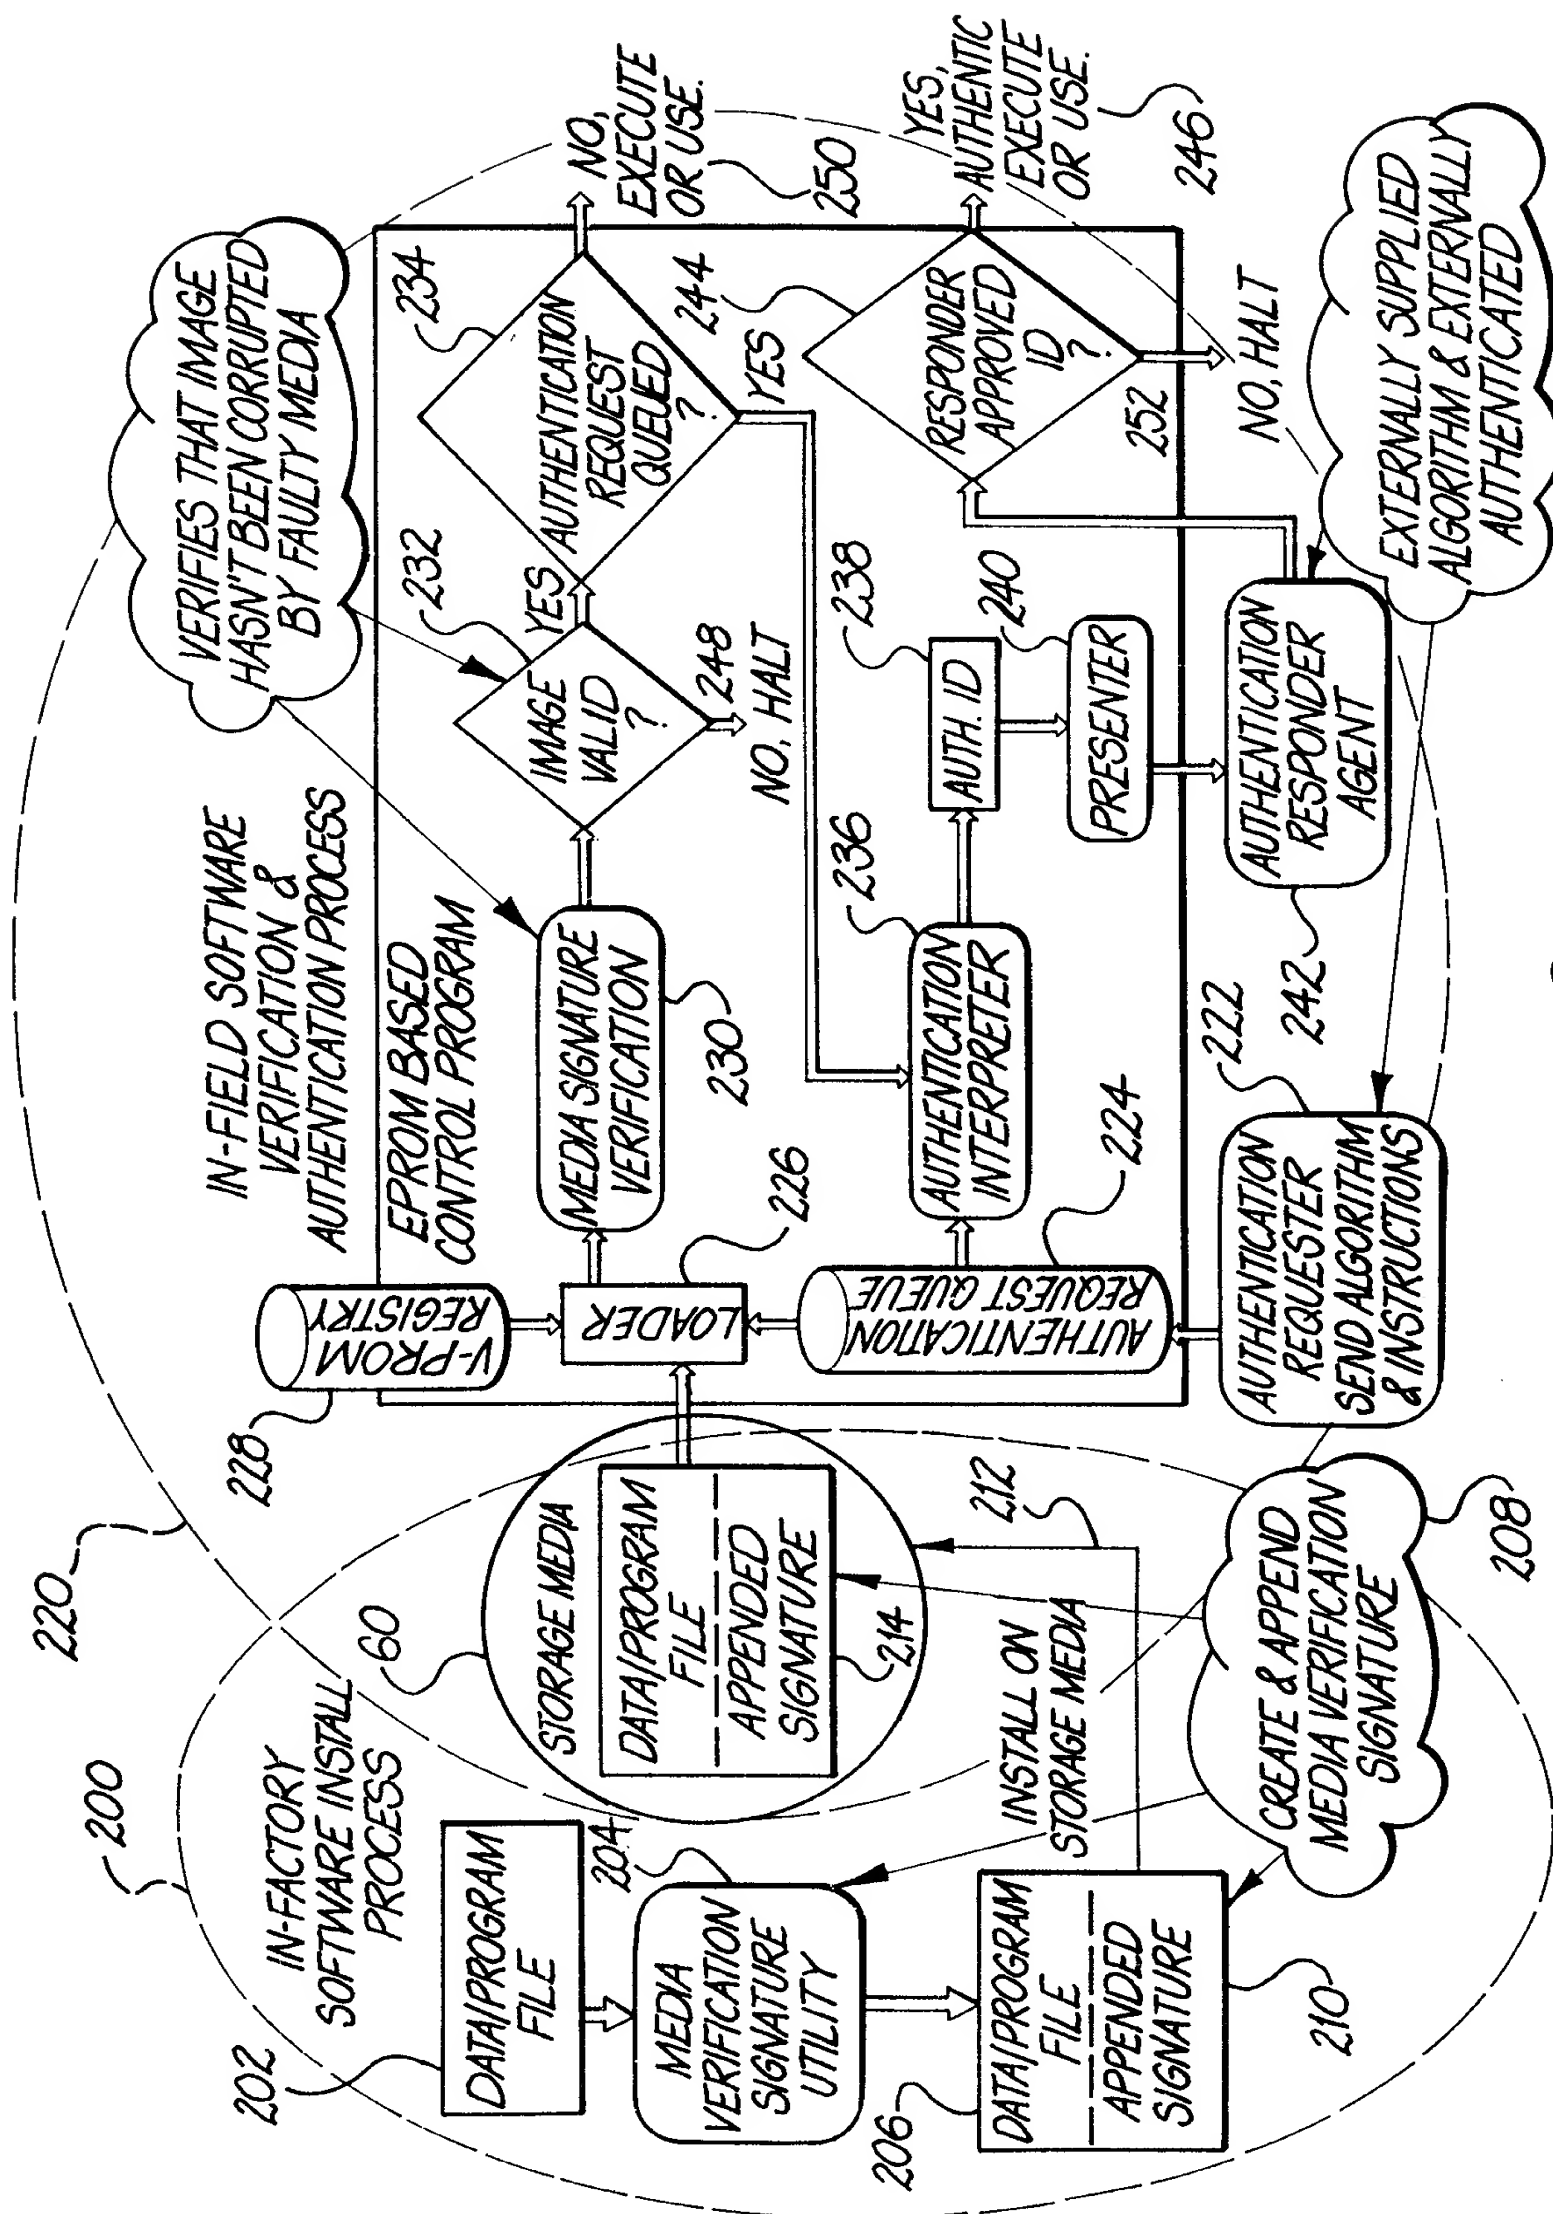 200
IN-FACTORY
SOFTWARE INSTALL
PROCESS
202
DATA/PROGRAM
FILE
204
MEDIA
VERIFICATION
SIGNATURE
UTILITY
206
DATA/PROGRAM
FILE
APPENDED
SIGNATURE
210
INSTALL ON
STORAGE MEDIA
212
CREATE & APPEND
MEDIA VERIFICATION
SIGNATURE
208
220
60
STORAGE MEDIA
DATA/PROGRAM
FILE
APPENDED
SIGNATURE
214
IN-FIELD SOFTWARE
VERIFICATION &
AUTHENTICATION PROCESS
228
V-PROM
REGISTRY
EPROM BASED
CONTROL PROGRAM
LOADER
226
MEDIA SIGNATURE
VERIFICATION
230
VERIFIES THAT IMAGE
HASN'T BEEN CORRUPTED
BY FAULTY MEDIA
232
IMAGE
VALID
?
YES
248
NO, HALT
234
AUTHENTICATION
REQUEST
QUEUED
?
NO,
EXECUTE
OR USE.
250
YES
AUTHENTICATION
REQUEST QUEUE
224
AUTHENTICATION
INTERPRETER
236
AUTH. ID
238
PRESENTER
240
244
RESPONDER
APPROVED
ID
?
YES,
AUTHENTIC
EXECUTE
OR USE.
246
252
NO, HALT
AUTHENTICATION
REQUESTER
SEND ALGORITHM
& INSTRUCTIONS
222
AUTHENTICATION
RESPONDER
AGENT
242
EXTERNALLY SUPPLIED
ALGORITHM & EXTERNALLY
AUTHENTICATED